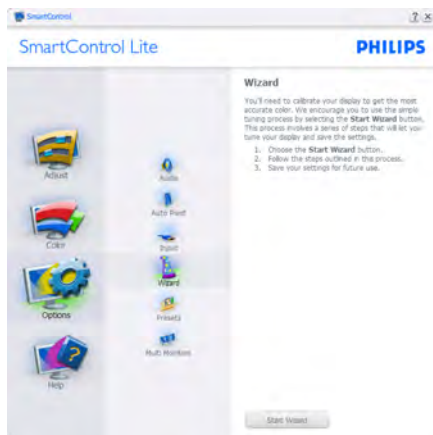 SmartControl
? x
SmartControl Lite
PHILIPS
Adjust
Color
Options
Help
Audio
Auto Pivot
Input
Wizard
Presets
Multi Monitors
Wizard
You'll need to calibrate your display to get the most
accurate color. We encourage you to use the simple
tuning process by selecting the Start Wizard button.
This process involves a series of steps that will let you
tune your display and save the settings.
1. Choose the Start Wizard button.
2. Follow the steps outlined in this process.
3. Save your settings for future use.
Start Wizard